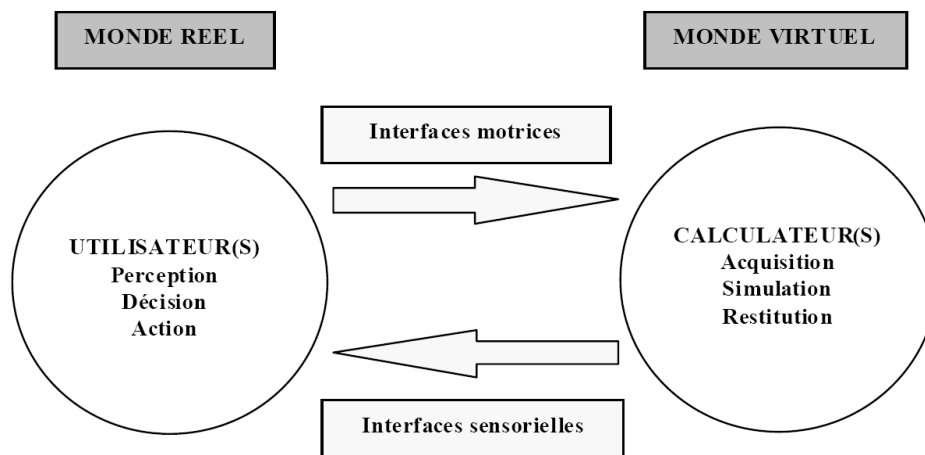 MONDE REEL
MONDE VIRTUEL
Interfaces motrices
UTILISATEUR(S)
Perception
Décision
Action
CALCULATEUR(S)
Acquisition
Simulation
Restitution
Interfaces sensorielles